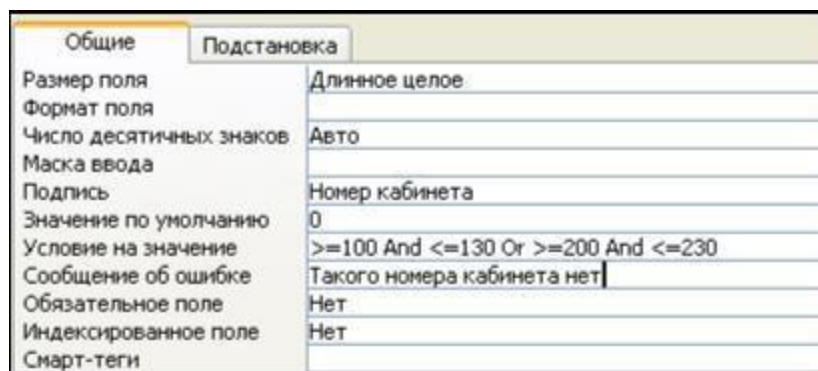 Общие Подстановка
Размер поля Длинное целое
Формат поля
Число десятичных знаков Авто
Маска ввода
Подпись Номер кабинета
Значение по умолчанию 0
Условие на значение >=100 And <=130 Or >=200 And <=230
Сообщение об ошибке Такого номера кабинета нет
Обязательное поле Нет
Индексированное поле Нет
Смарт-теги